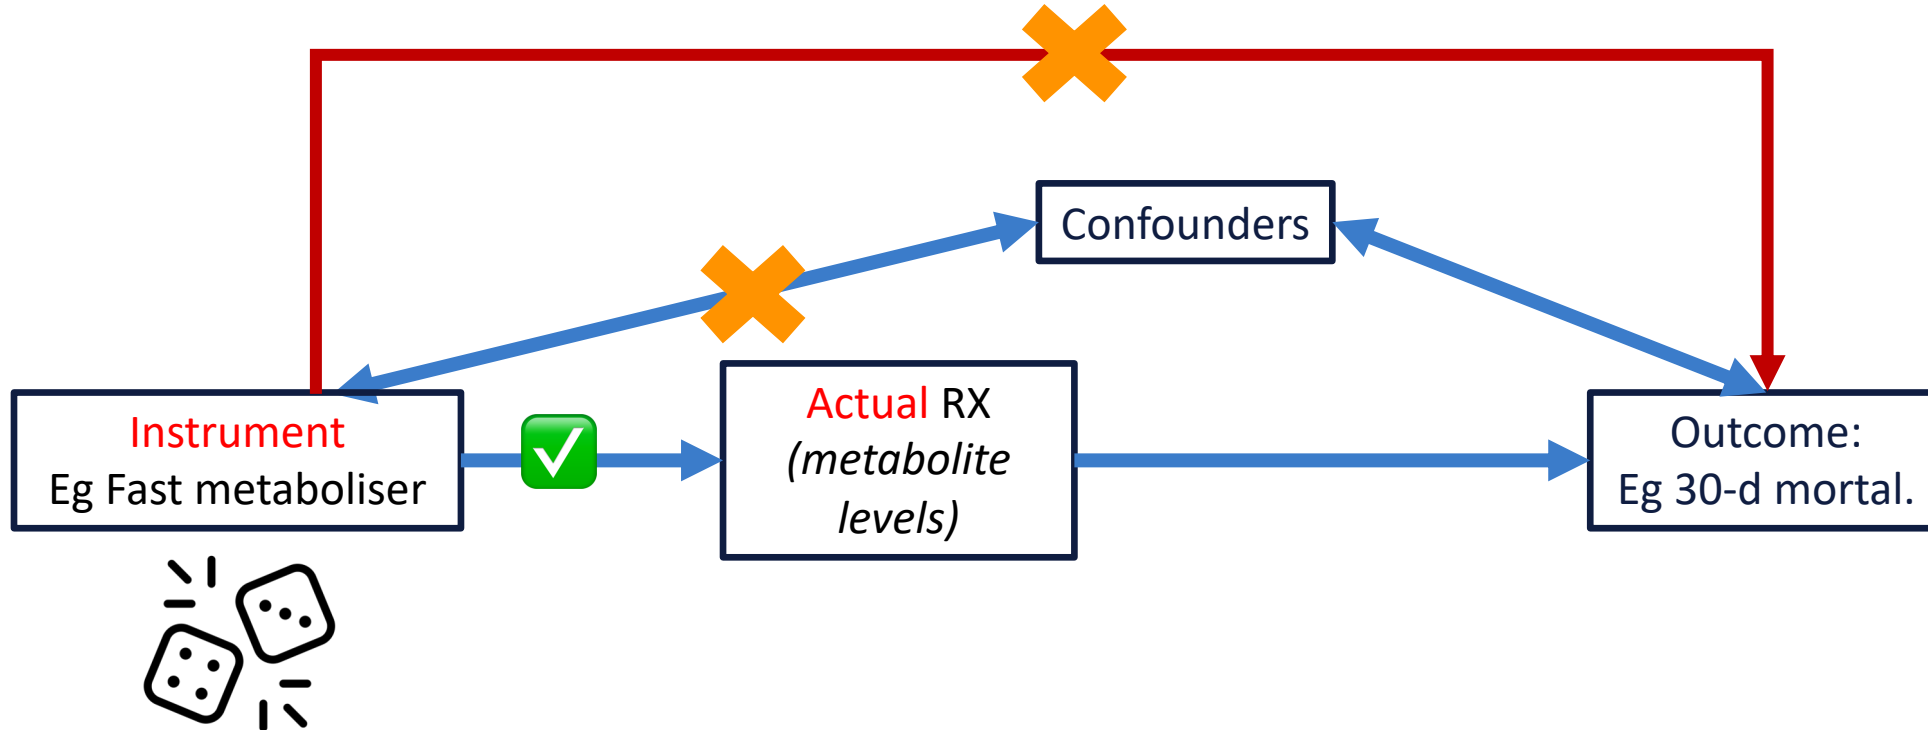 Confounders
Instrument
Eg Fast metaboliser
Actual RX
(metabolite
levels)
Outcome:
Eg 30-d mortal.